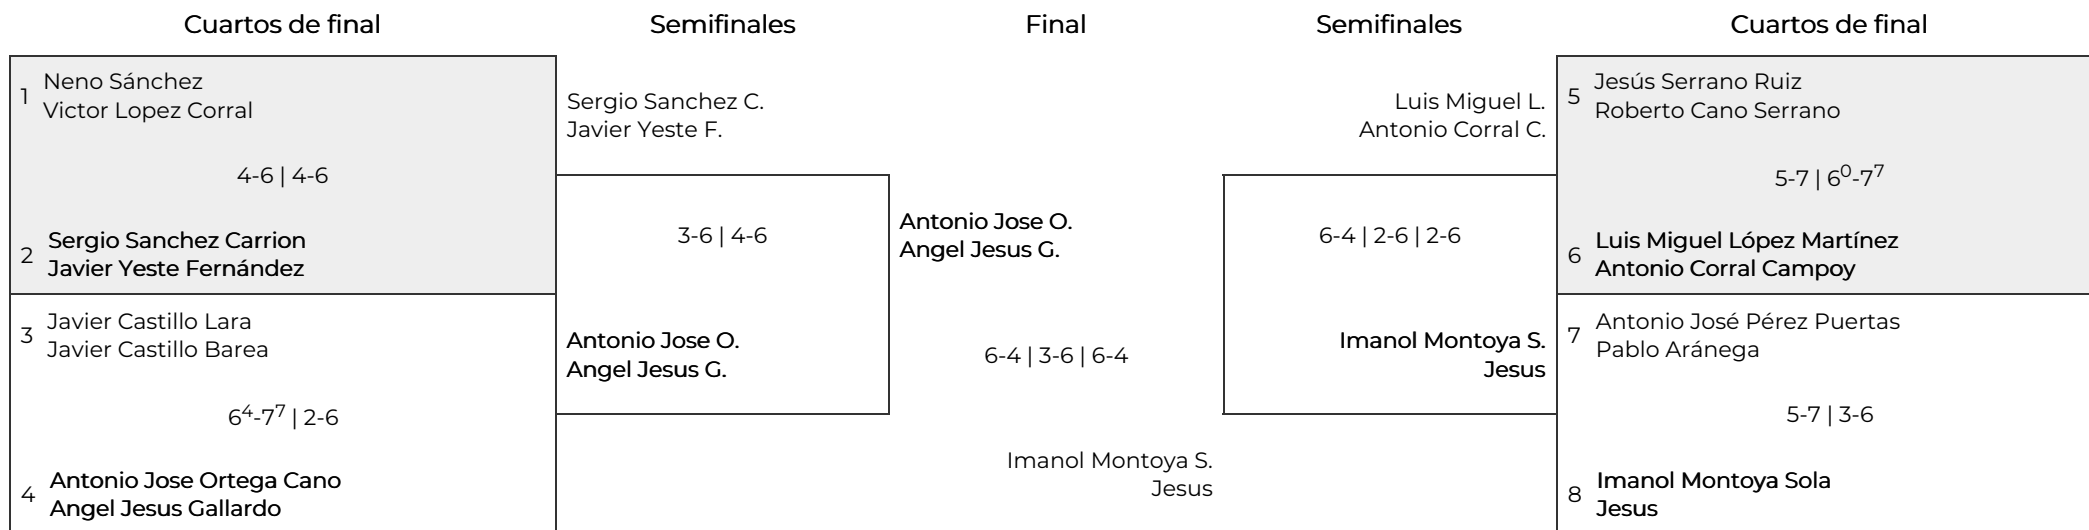 Cuartos de final
Semifinales
Final
Semifinales
Cuartos de final
1
Neno Sánchez
Victor Lopez Corral
4-6 | 4-6
2
Sergio Sanchez Carrion
Javier Yeste Fernández
3
Javier Castillo Lara
Javier Castillo Barea
6⁴-7⁷ | 2-6
4
Antonio Jose Ortega Cano
Angel Jesus Gallardo
Sergio Sanchez C.
Javier Yeste F.
3-6 | 4-6
Antonio Jose O.
Angel Jesus G.
Antonio Jose O.
Angel Jesus G.
6-4 | 3-6 | 6-4
Imanol Montoya S.
Jesus
Luis Miguel L.
Antonio Corral C.
6-4 | 2-6 | 2-6
Imanol Montoya S.
Jesus
5
Jesús Serrano Ruiz
Roberto Cano Serrano
5-7 | 6⁰-7⁷
6
Luis Miguel López Martínez
Antonio Corral Campoy
7
Antonio José Pérez Puertas
Pablo Aránega
5-7 | 3-6
8
Imanol Montoya Sola
Jesus